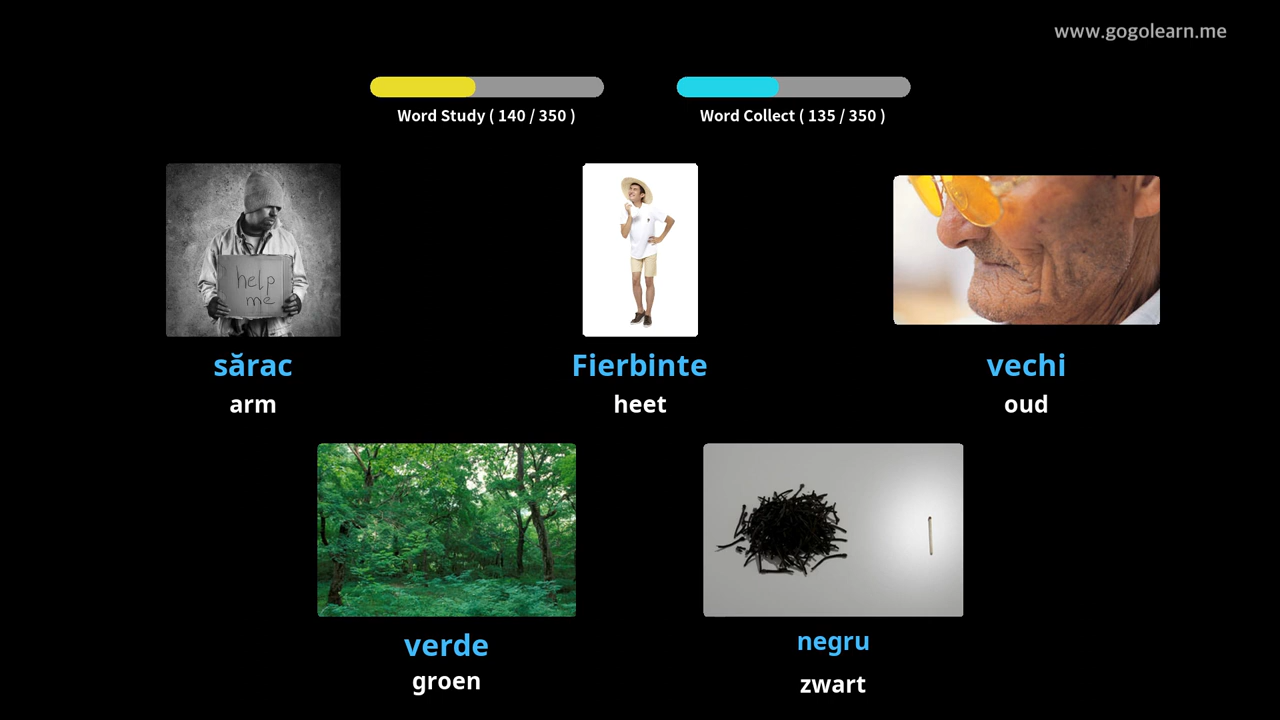 www.gogolearn.me
Word Study ( 140 / 350 )
Word Collect ( 135 / 350 )
help
me
sărac
arm
Fierbinte
heet
vechi
oud
verde
groen
negru
zwart